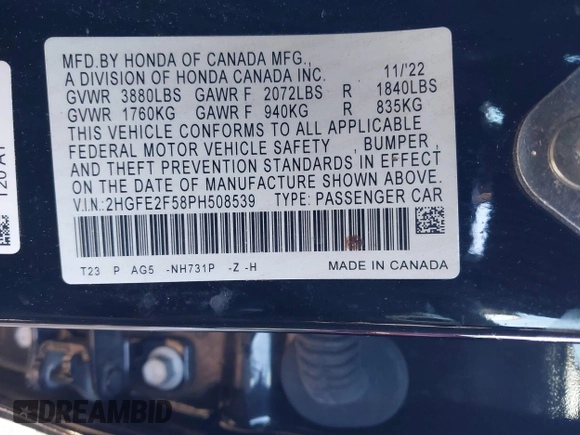 MFD.BY HONDA OF CANADA MFG.,
A DIVISION OF HONDA CANADA INC. 11/'22
GVWR 3880LBS GAWR F 2072LBS R 1840LBS
GVWR 1760KG GAWR F 940KG R 835KG
THIS VEHICLE CONFORMS TO ALL APPLICABLE
FEDERAL MOTOR VEHICLE SAFETY , BUMPER,
AND THEFT PREVENTION STANDARDS IN EFFECT
ON THE DATE OF MANUFACTURE SHOWN ABOVE.
V.I.N.:2HGFE2F58PH508539 TYPE:PASSENGER CAR
T23 P AG5 -NH731P -Z -H MADE IN CANADA
T20 A1
DREAMBID